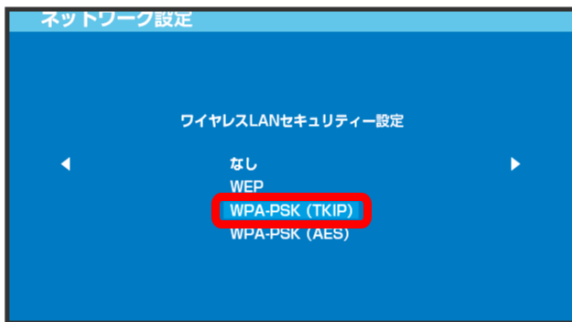 ネットワーク設定
ワイヤレスLANセキュリティー設定
なし
WEP
WPA-PSK (TKIP)
WPA-PSK (AES)